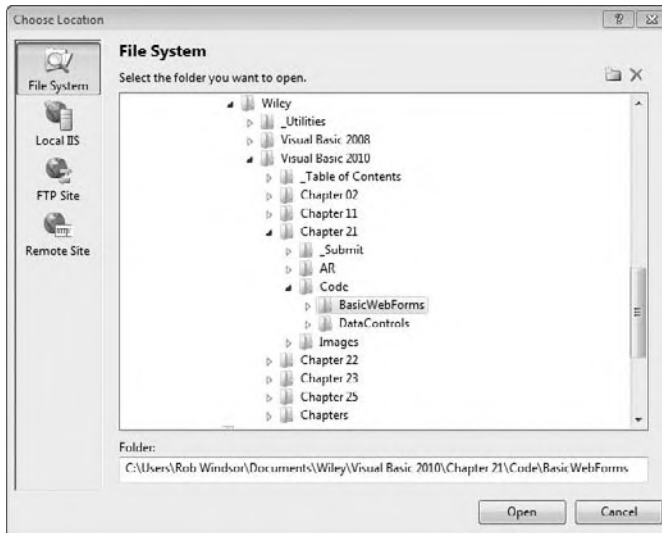 Choose Location
File System
Select the folder you want to open.
File System
Local IIS
FTP Site
Remote Site
Wiley
_Utilities
Visual Basic 2008
Visual Basic 2010
_Table of Contents
Chapter 02
Chapter 11
Chapter 21
_Submit
AR
Code
BasicWebForms
DataControls
Images
Chapter 22
Chapter 23
Chapter 25
Chapters
Folder:
C:\Users\Rob Windsor\Documents\Wiley\Visual Basic 2010\Chapter 21\Code\BasicWebForms
Open
Cancel